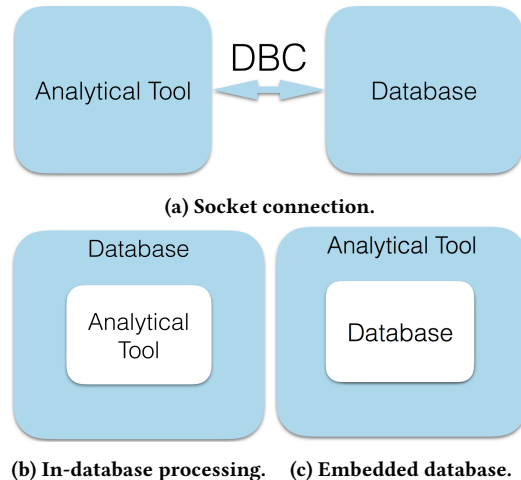 DBC
Analytical Tool
Database
(a) Socket connection.
Database
Analytical
Tool
Analytical Tool
Database
(b) In-database processing.
(c) Embedded database.